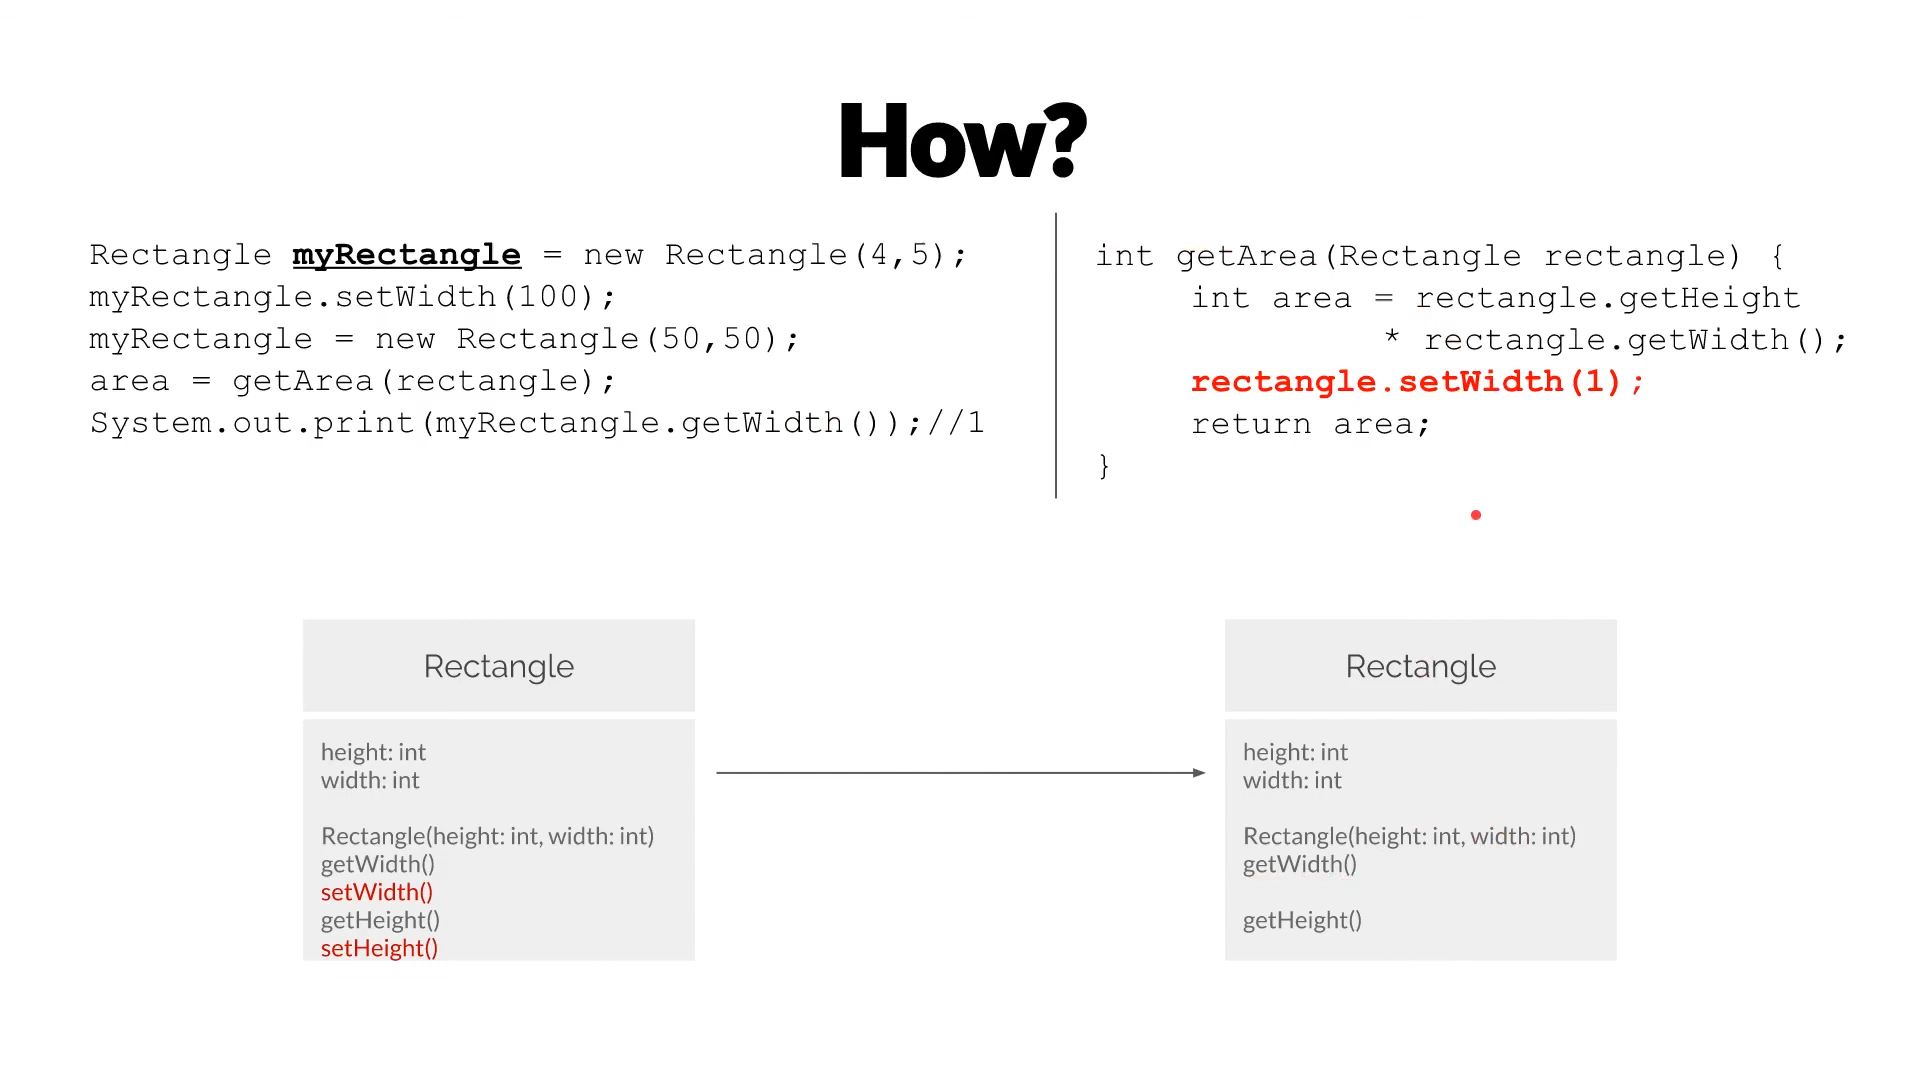 How?
Rectangle myRectangle = new Rectangle(4,5);
myRectangle.setWidth(100);
myRectangle = new Rectangle(50,50);
area = getArea(rectangle);
System.out.print(myRectangle.getWidth());//1
int getArea(Rectangle rectangle) {
int area = rectangle.getHeight
* rectangle.getWidth();
rectangle.setWidth(1);
return area;
}
Rectangle
height: int
width: int
Rectangle(height: int, width: int)
getWidth()
setWidth()
getHeight()
setHeight()
Rectangle
height: int
width: int
Rectangle(height: int, width: int)
getWidth()
getHeight()